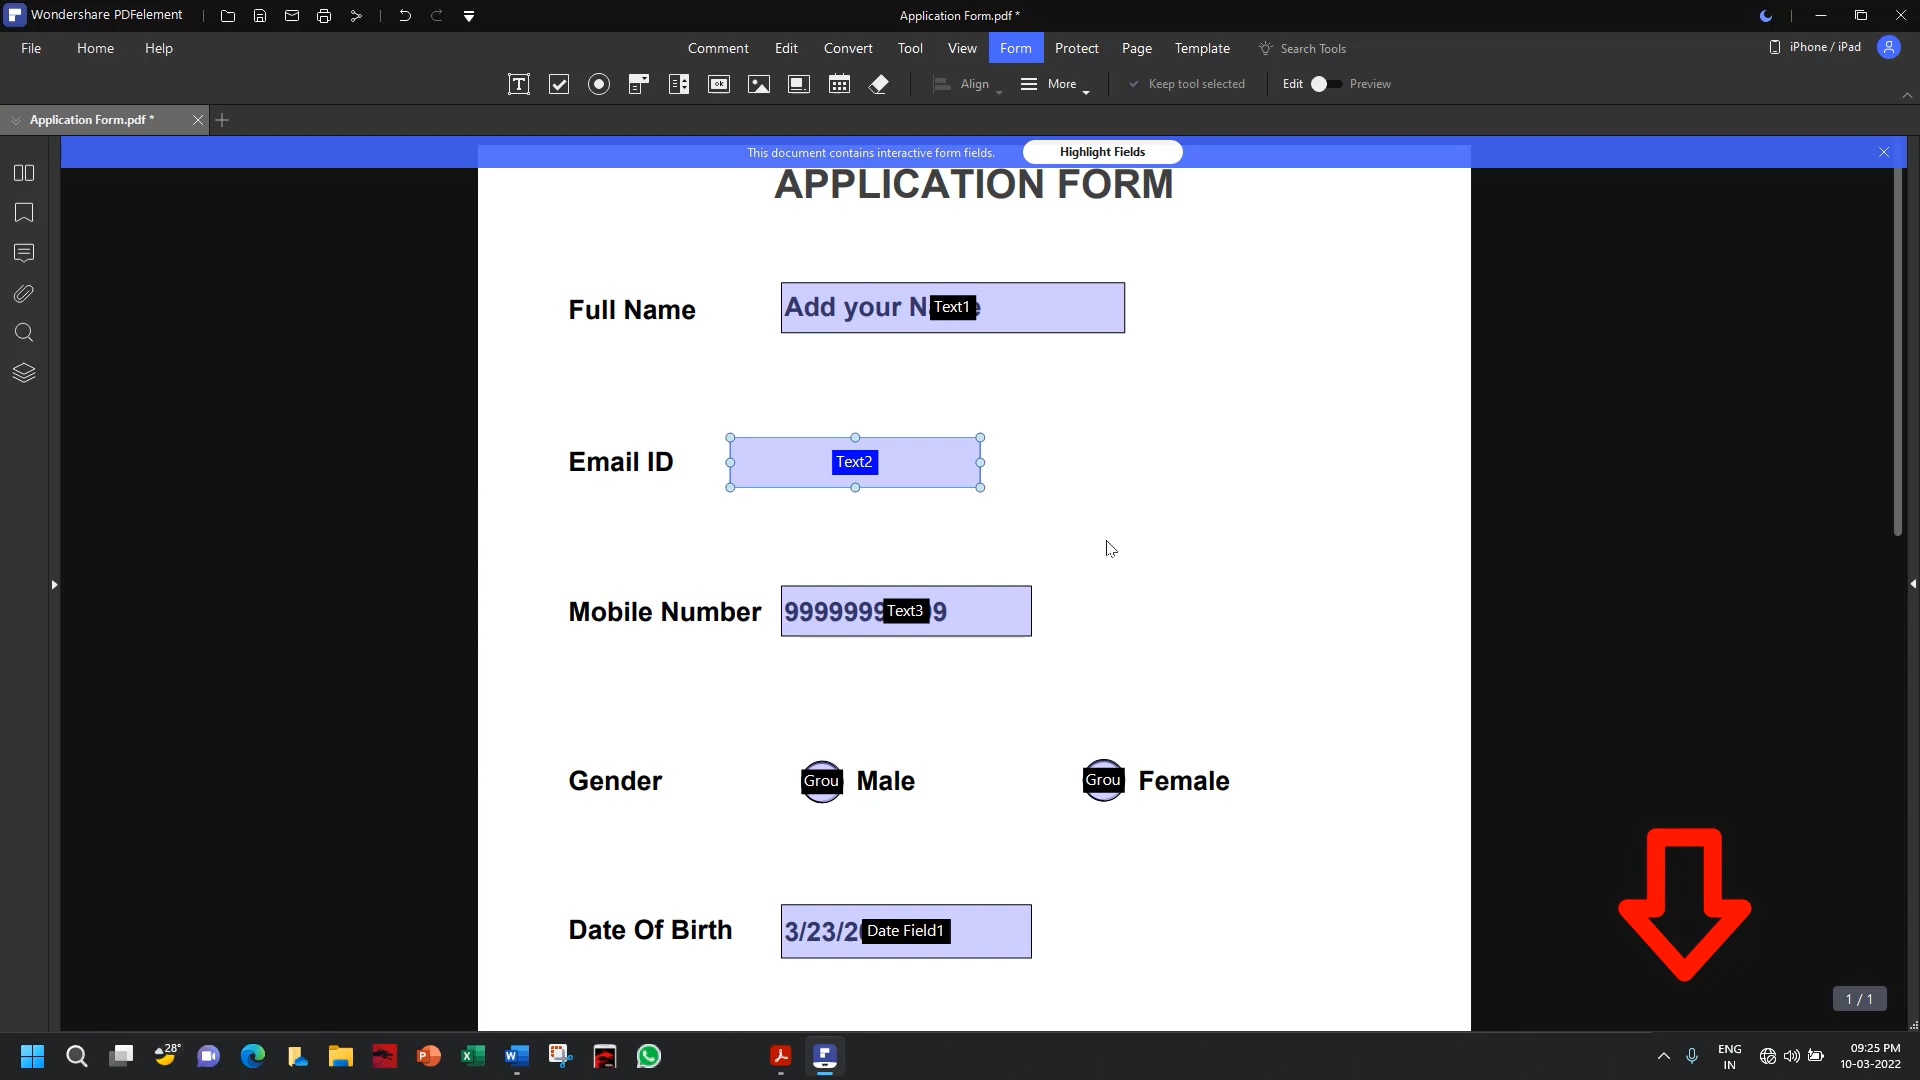 Wondershare PDFelement
Application Form.pdf *
File Home Help Comment Edit Convert Tool View Form Protect Page Template Search Tools iPhone / iPad
ok Align More Keep tool selected Edit Preview
Application Form.pdf *
This document contains interactive form fields. Highlight Fields
APPLICATION FORM
Full Name Add your N Text1
Email ID Text2
Mobile Number 9999999 Text3 9
Gender Grou Male Grou Female
Date Of Birth 3/23/2 Date Field1
1 / 1
28° ENG 09:25 PM
IN 10-03-2022